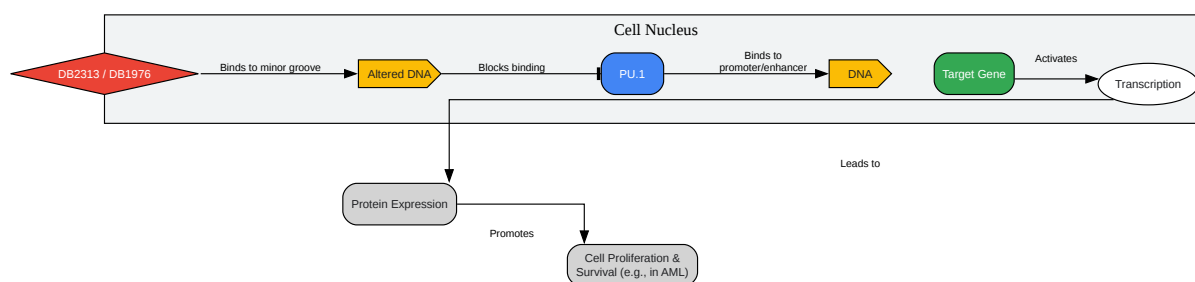 Cell Nucleus
DB2313 / DB1976
Binds to minor groove
Altered DNA
Blocks binding
PU.1
Binds to
promoter/enhancer
DNA
Target Gene
Activates
Transcription
Leads to
Protein Expression
Promotes
Cell Proliferation &
Survival (e.g., in AML)